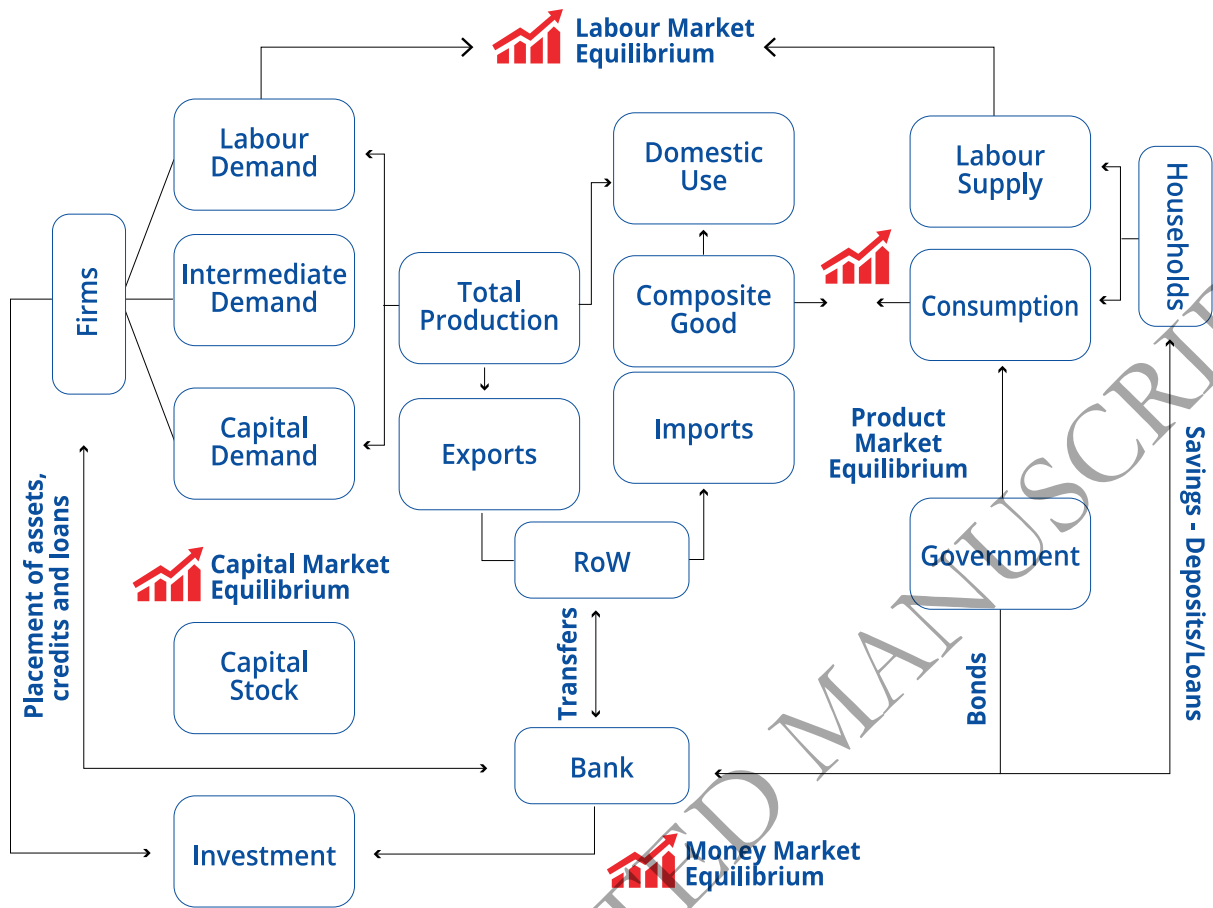 Labour Market
Equilibrium
Labour
Demand
Domestic
Use
Labour
Supply
Households
Firms
Intermediate
Demand
Total
Production
Composite
Good
Consumption
Capital
Demand
Exports
Imports
Product
Market
Equilibrium
Placement of assets,
credits and loans
Capital Market
Equilibrium
RoW
Government
Savings - Deposits/Loans
Capital
Stock
Transfers
Bonds
Bank
Investment
Money Market
Equilibrium
TED MANUSCRI